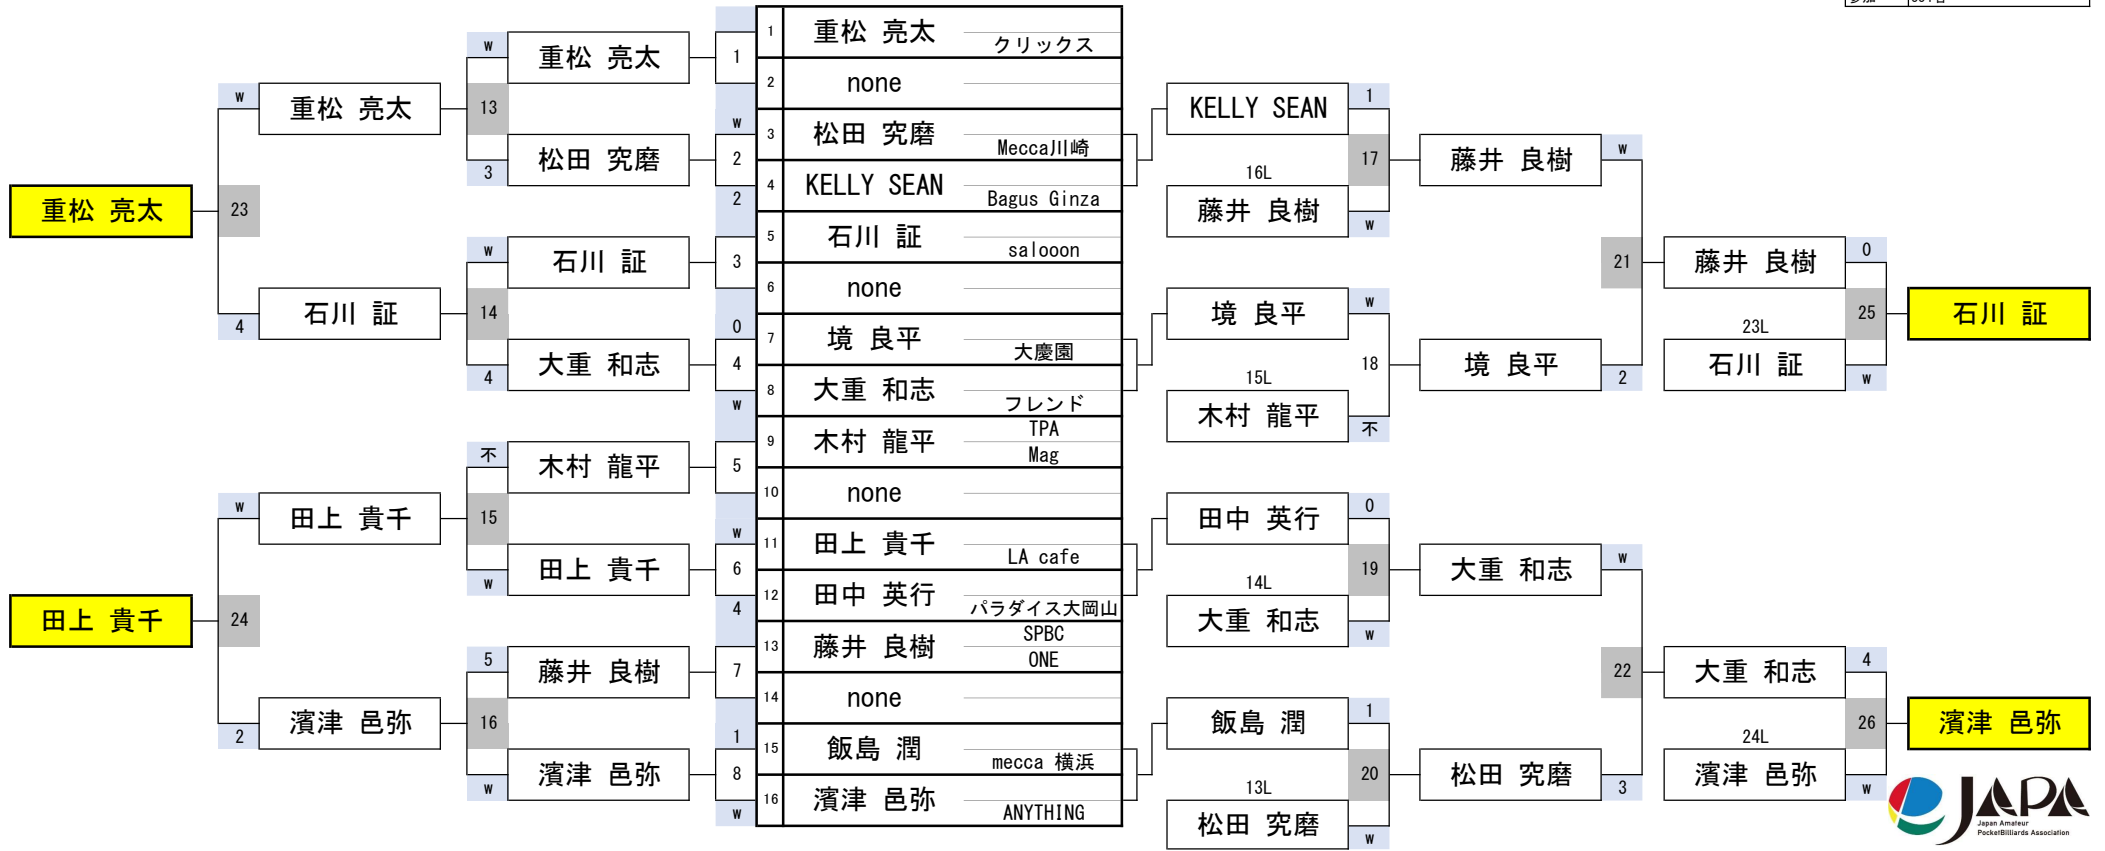 1
重松 亮太
クリックス
2
none
3
松田 究磨
Mecca川崎
4
KELLY SEAN
Bagus Ginza
5
石川 証
salooon
6
none
7
境 良平
大慶園
8
大重 和志
フレンド
9
木村 龍平
TPA
Mag
10
none
11
田上 貴千
LA cafe
12
田中 英行
パラダイス大岡山
13
藤井 良樹
SPBC
ONE
14
none
15
飯島 潤
mecca 横浜
16
濱津 邑弥
ANYTHING
1
W
2
2
3
0
4
W
5
W
6
4
7
1
8
W
W
重松 亮太
13
松田 究磨
3
W
石川 証
14
大重 和志
4
不
木村 龍平
15
田上 貴千
W
5
藤井 良樹
16
濱津 邑弥
W
W
重松 亮太
23
石川 証
4
W
田上 貴千
24
濱津 邑弥
2
重松 亮太
田上 貴千
KELLY SEAN
1
17
16L
藤井 良樹
W
境 良平
W
18
15L
木村 龍平
不
田中 英行
0
19
14L
大重 和志
W
飯島 潤
1
20
13L
松田 究磨
W
藤井 良樹
W
21
境 良平
2
大重 和志
W
22
松田 究磨
3
藤井 良樹
0
25
23L
石川 証
W
大重 和志
4
26
24L
濱津 邑弥
W
石川 証
濱津 邑弥
JAPA
Japan Amateur
PocketBilliards Association